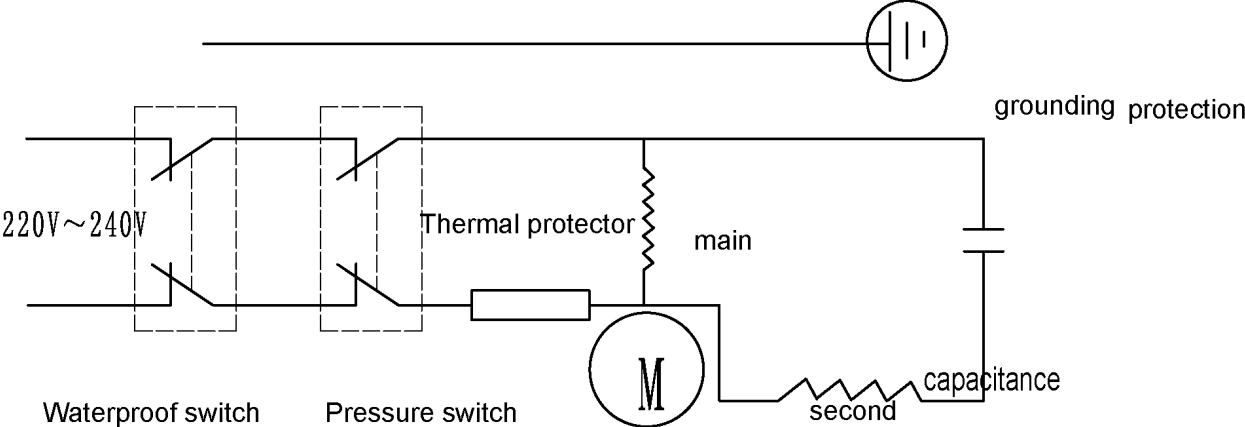 grounding protection
220V~240V
Thermal protector
main
M
capacitance
second
Waterproof switch
Pressure switch